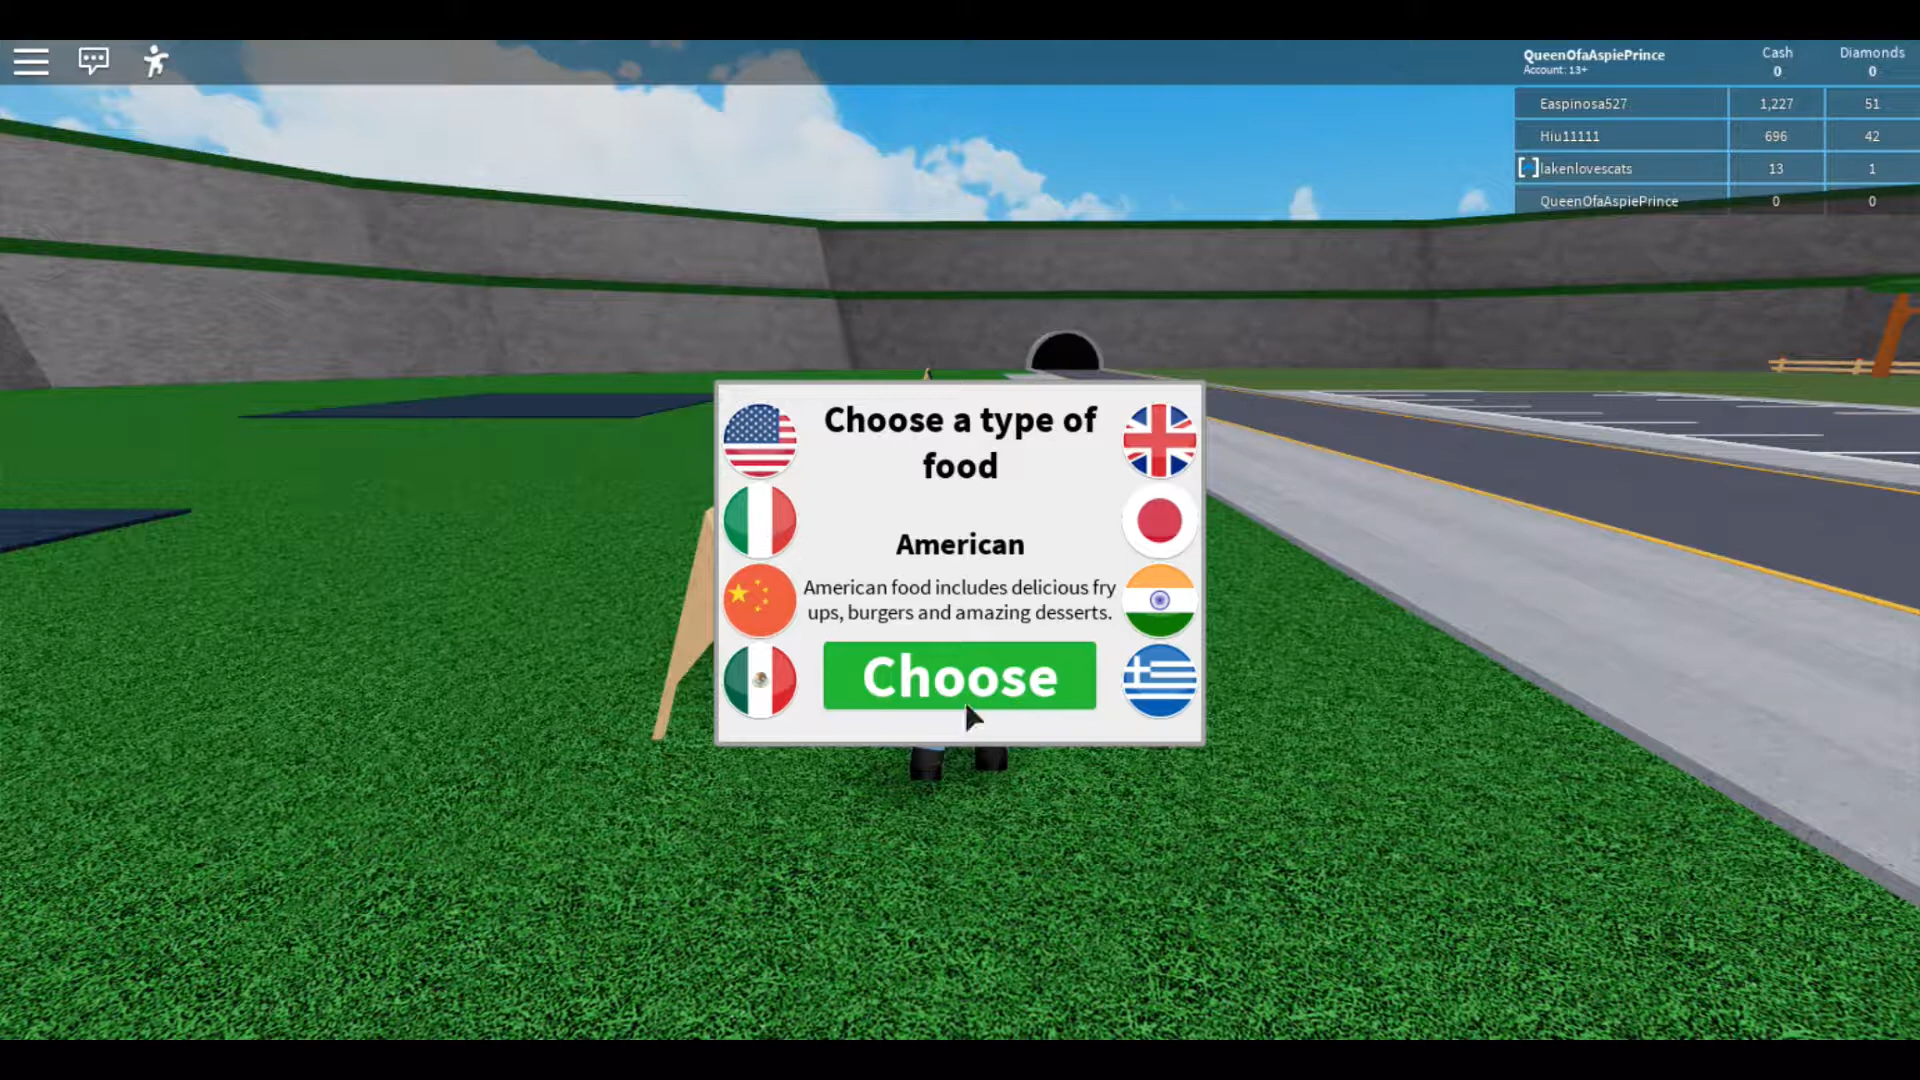 QueenOfaAspiePrince Cash Diamonds
Account: 13+ 0 0
Easpinosa527 1,227 51
Hiu11111 696 42
lakenlovescats 13 1
QueenOfaAspiePrince 0 0
Choose a type of
food
American
American food includes delicious fry
ups, burgers and amazing desserts.
Choose